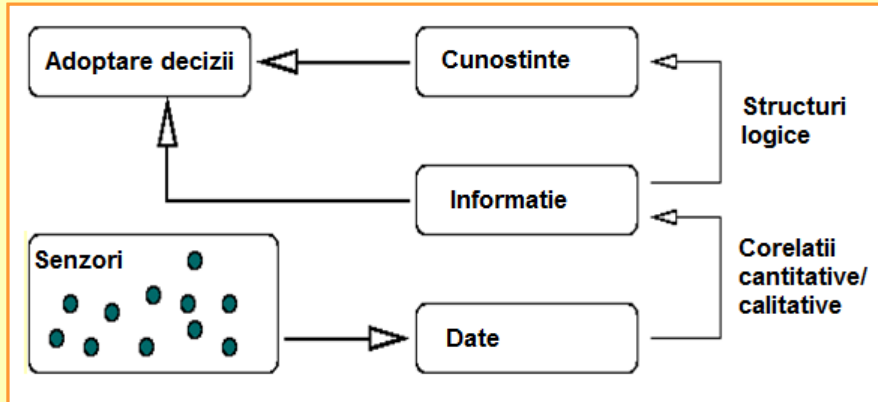 Adoptare decizii
Cunostinte
Structuri
logice
Informatie
Senzori
Corelatii
cantitative/
calitative
Date